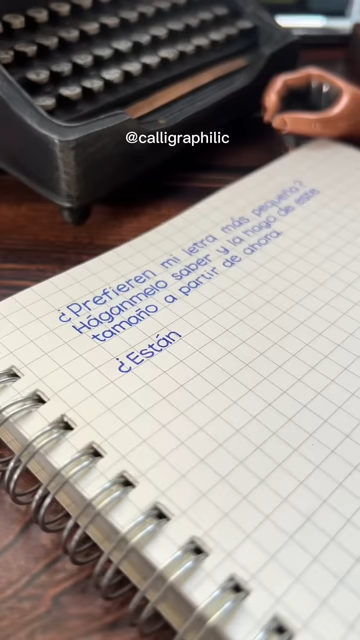 @calligraphilic
¿Prefieren mi letra más pequeña?
Háganmelo saber y la hago de este
tamaño a partir de ahora
¿Están